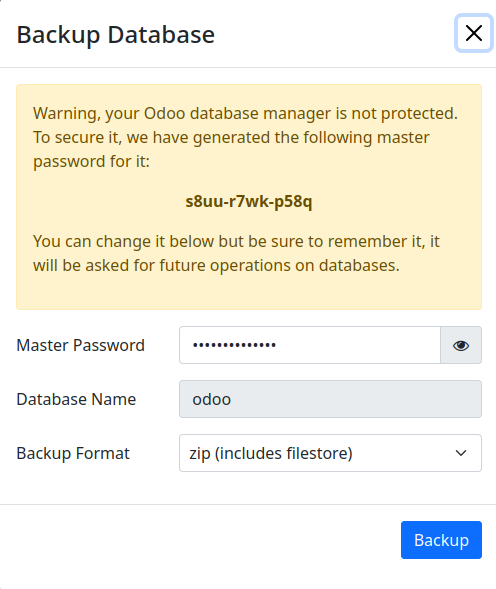 Backup Database
Warning, your Odoo database manager is not protected.
To secure it, we have generated the following master
password for it:
s8uu-r7wk-p58q
You can change it below but be sure to remember it, it
will be asked for future operations on databases.
Master Password ••••••••••••••
Database Name odoo
Backup Format zip (includes filestore)
Backup